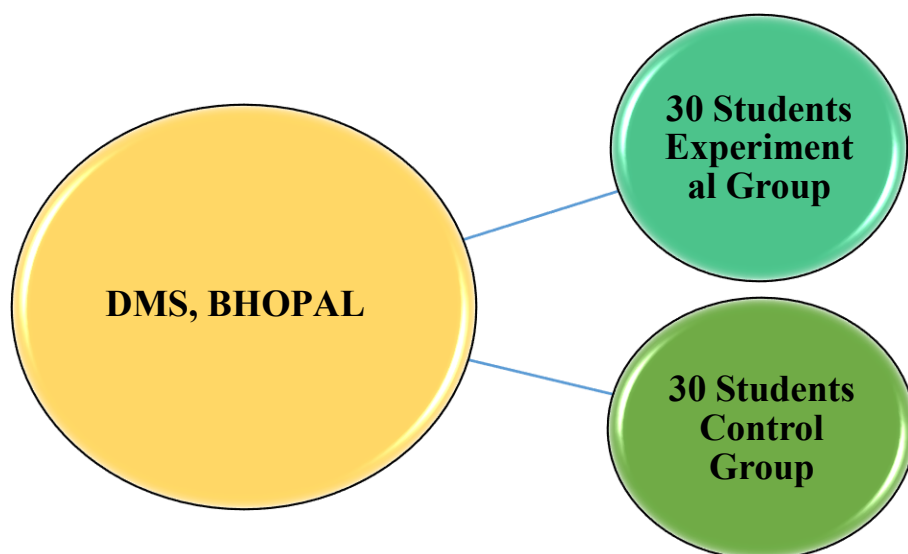 DMS, BHOPAL
30 Students
Experiment
al Group
30 Students
Control
Group